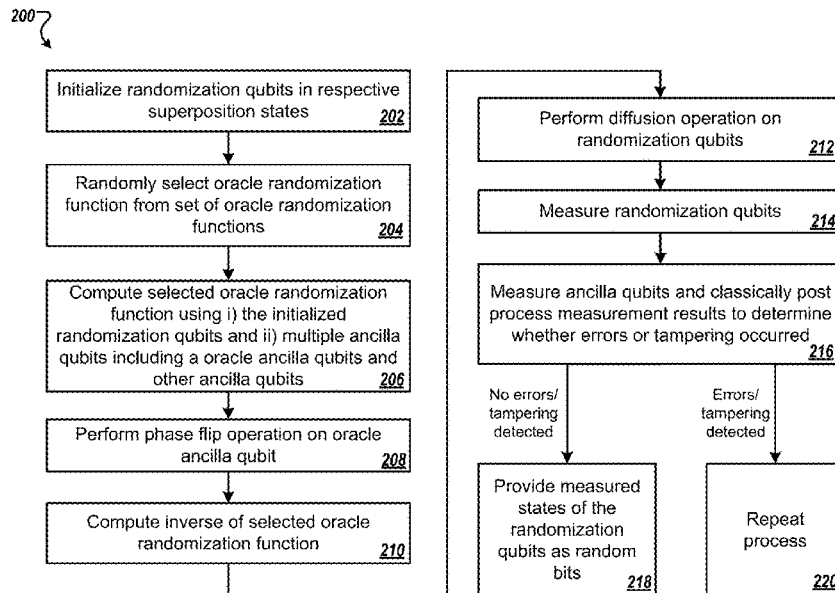 200
Initialize randomization qubits in respective
superposition states
202
Randomly select oracle randomization
function from set of oracle randomization
functions
204
Compute selected oracle randomization
function using i) the initialized
randomization qubits and ii) multiple ancilla
qubits including a oracle ancilla qubits and
other ancilla qubits
206
Perform phase flip operation on oracle
ancilla qubit
208
Compute inverse of selected oracle
randomization function
210
Perform diffusion operation on
randomization qubits
212
Measure randomization qubits
214
Measure ancilla qubits and classically post
process measurement results to determine
whether errors or tampering occurred
216
No errors/
tampering
detected
Errors/
tampering
detected
Provide measured
states of the
randomization
qubits as random
bits
218
Repeat
process
220